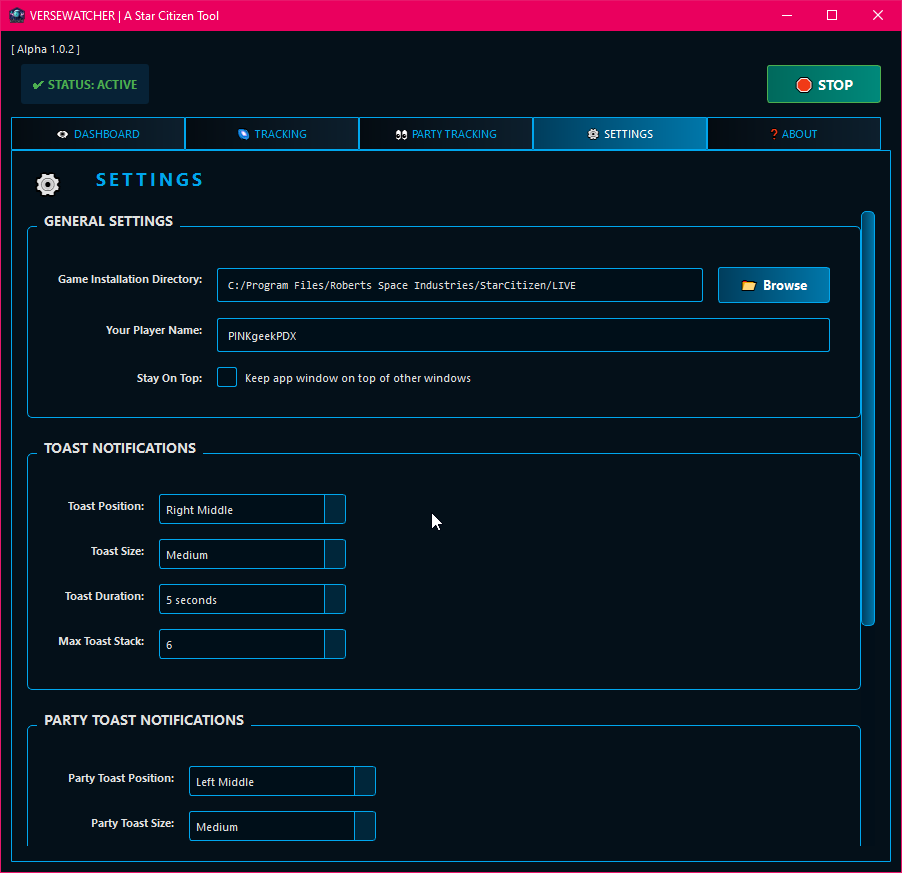 VERSEWATCHER | A Star Citizen Tool
[ Alpha 1.0.2 ]
✔ STATUS: ACTIVE
STOP
DASHBOARD
TRACKING
PARTY TRACKING
SETTINGS
❓ ABOUT
SETTINGS
GENERAL SETTINGS
Game Installation Directory: C:/Program Files/Roberts Space Industries/StarCitizen/LIVE Browse
Your Player Name: PINKgeekPDX
Stay On Top: Keep app window on top of other windows
TOAST NOTIFICATIONS
Toast Position: Right Middle
Toast Size: Medium
Toast Duration: 5 seconds
Max Toast Stack: 6
PARTY TOAST NOTIFICATIONS
Party Toast Position: Left Middle
Party Toast Size: Medium